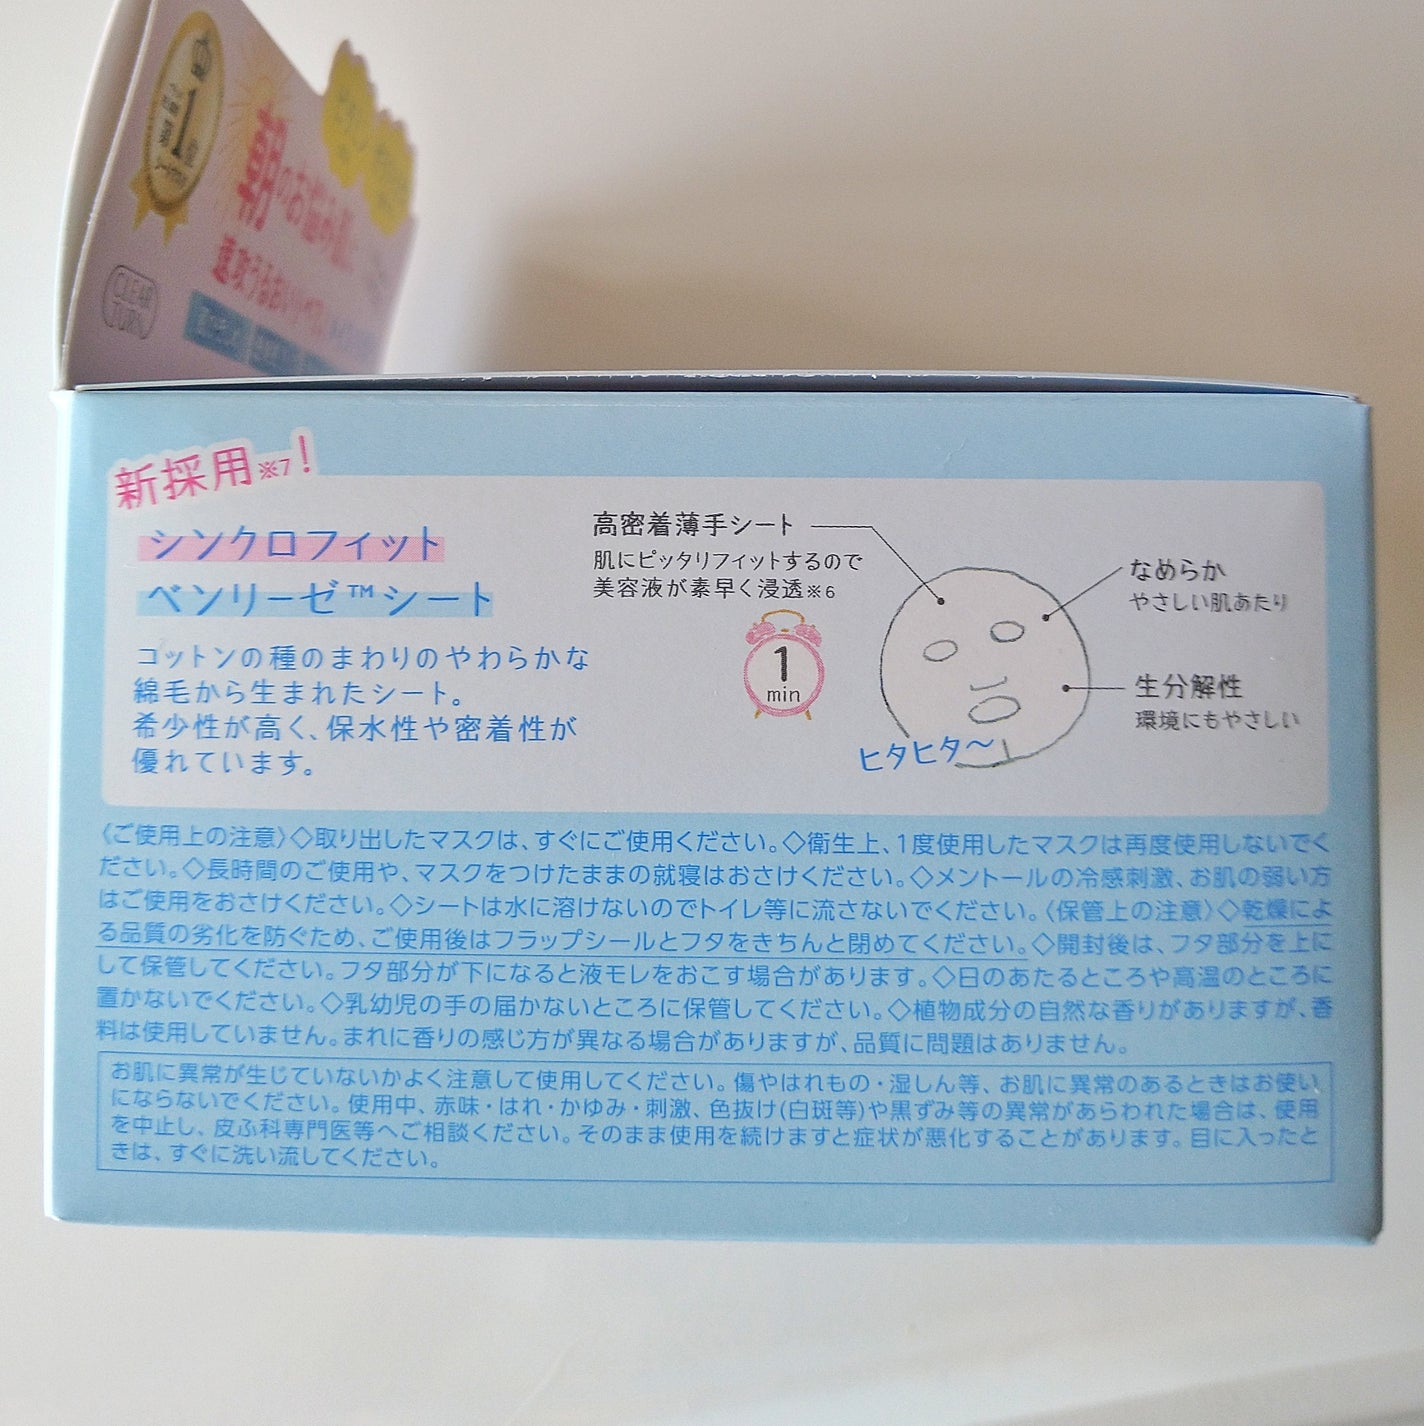 朝のお悩み肌に
速攻うるおい
CLEAR
TURN
新採用※7!
シンクロフィット
ベンリーゼ™シート
コットンの種のまわりのやわらかな
綿毛から生まれたシート。
希少性が高く、保水性や密着性が
優れています。
高密着薄手シート
肌にピッタリフィットするので
美容液が素早く浸透※6
1
min
なめらか
やさしい肌あたり
生分解性
環境にもやさしい
ヒタヒタ〜
〈ご使用上の注意〉◇取り出したマスクは、すぐにご使用ください。◇衛生上、1度使用したマスクは再度使用しないでく
ださい。◇長時間のご使用や、マスクをつけたままの就寝はおさけください。◇メントールの冷感刺激、お肌の弱い方
はご使用をおさけください。◇シートは水に溶けないのでトイレ等に流さないでください。〈保管上の注意〉◇乾燥によ
る品質の劣化を防ぐため、ご使用後はフラップシールとフタをきちんと閉めてください。◇開封後は、フタ部分を上に
して保管してください。フタ部分が下になると液モレをおこす場合があります。◇日のあたるところや高温のところに
置かないでください。◇乳幼児の手の届かないところに保管してください。◇植物成分の自然な香りがありますが、香
料は使用していません。まれに香りの感じ方が異なる場合がありますが、品質に問題はありません。
お肌に異常が生じていないかよく注意して使用してください。傷やはれもの・湿しん等、お肌に異常のあるときはお使い
にならないでください。使用中、赤味・はれ・かゆみ・刺激、色抜け(白斑等)や黒ずみ等の異常があらわれた場合は、使用
を中止し、皮ふ科専門医等へご相談ください。そのまま使用を続けますと症状が悪化することがあります。目に入ったと
きは、すぐに洗い流してください。